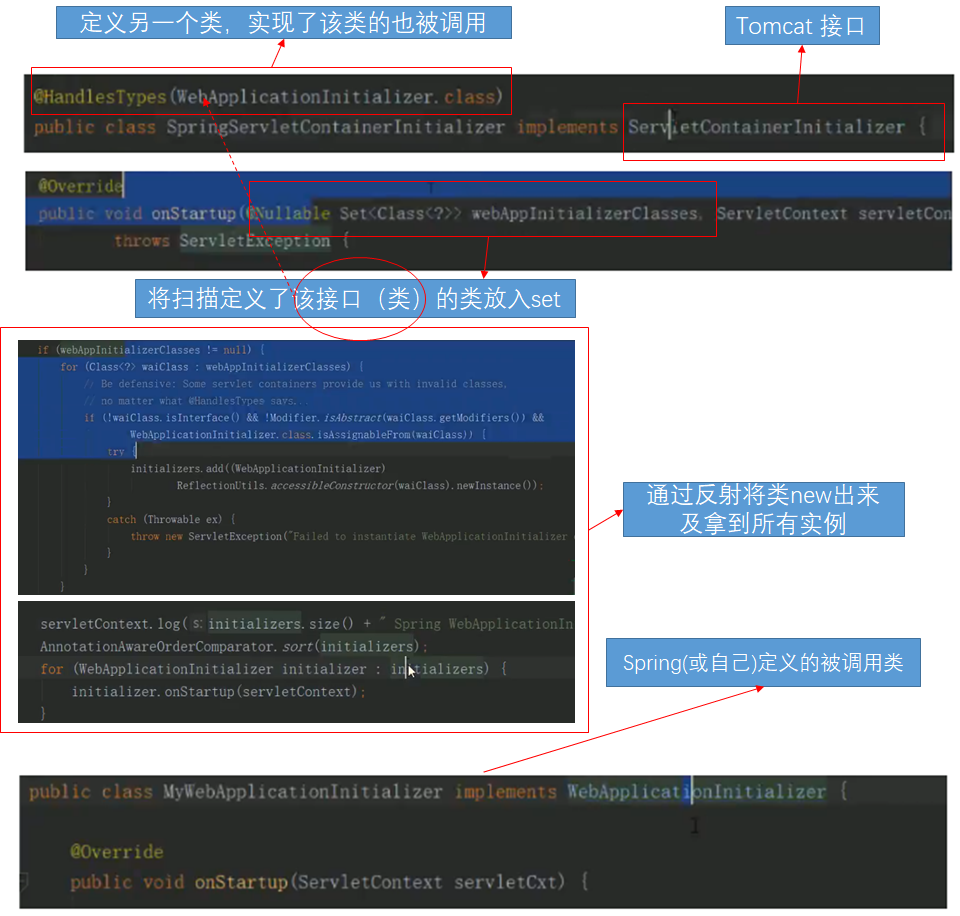 定义另一个类，实现了该类的也被调用
Tomcat 接口
@HandlesTypes(WebApplicationInitializer.class)
public class SpringServletContainerInitializer implements ServletContainerInitializer {
@Override
public void onStartup(@Nullable Set<Class<?>> webAppInitializerClasses, ServletContext servletCon
throws ServletException {
将扫描定义了该接口（类）的类放入set
if (webAppInitializerClasses != null) {
for (Class<?> waiClass : webAppInitializerClasses) {
// Be defensive: Some servlet containers provide us with invalid classes,
// no matter what @HandlesTypes says...
if (!waiClass.isInterface() && !Modifier.isAbstract(waiClass.getModifiers()) &&
WebApplicationInitializer.class.isAssignableFrom(waiClass)) {
try {
initializers.add((WebApplicationInitializer)
ReflectionUtils.accessibleConstructor(waiClass).newInstance());
}
catch (Throwable ex) {
throw new ServletException("Failed to instantiate WebApplicationInitializer
}
}
}
通过反射将类new出来
及拿到所有实例
servletContext.log( s: initializers.size() + " Spring WebApplicationIn
AnnotationAwareOrderComparator.sort(initializers);
for (WebApplicationInitializer initializer : initializers) {
initializer.onStartup(servletContext);
}
Spring(或自己)定义的被调用类
public class MyWebApplicationInitializer implements WebApplicationInitializer {
@Override
public void onStartup(ServletContext servletCxt) {